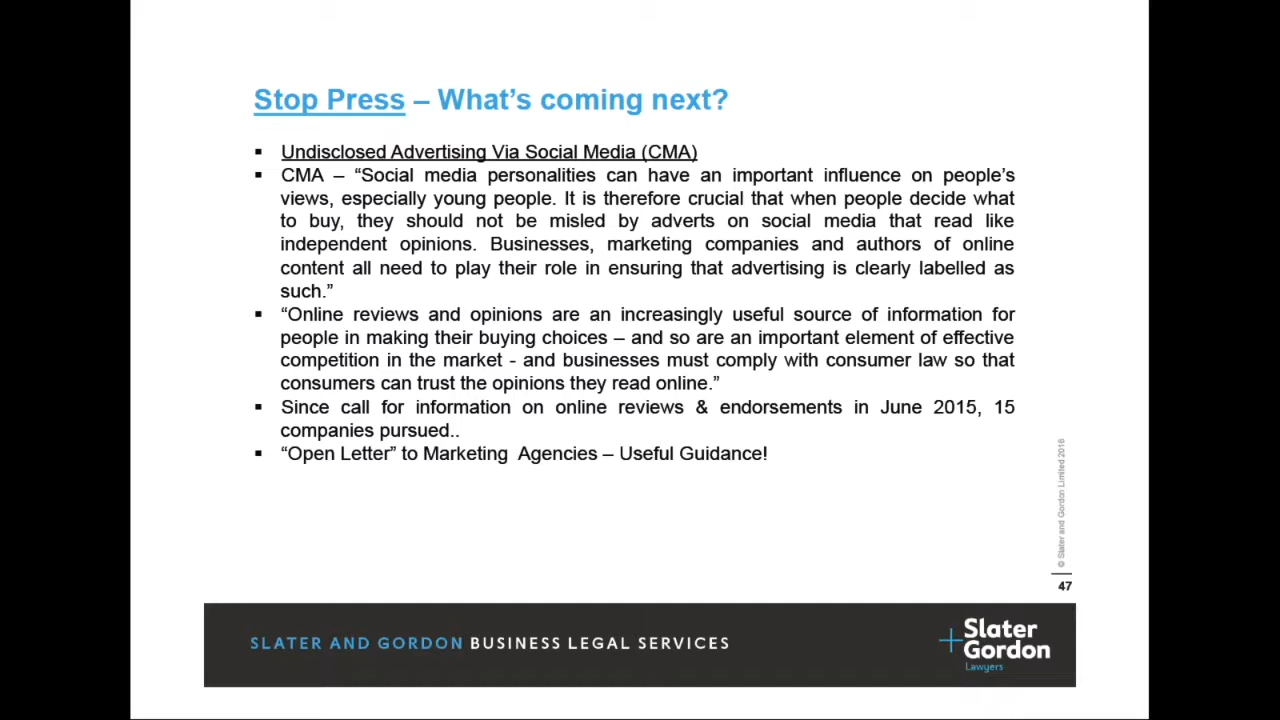 Stop Press – What’s coming next?
▪ Undisclosed Advertising Via Social Media (CMA)
▪ CMA – “Social media personalities can have an important influence on people’s
views, especially young people. It is therefore crucial that when people decide what
to buy, they should not be misled by adverts on social media that read like
independent opinions. Businesses, marketing companies and authors of online
content all need to play their role in ensuring that advertising is clearly labelled as
such.”
▪ “Online reviews and opinions are an increasingly useful source of information for
people in making their buying choices – and so are an important element of effective
competition in the market - and businesses must comply with consumer law so that
consumers can trust the opinions they read online.”
▪ Since call for information on online reviews & endorsements in June 2015, 15
companies pursued..
▪ “Open Letter” to Marketing Agencies – Useful Guidance!
© Slater and Gordon Limited 2016
47
SLATER AND GORDON BUSINESS LEGAL SERVICES
Slater
Gordon
Lawyers